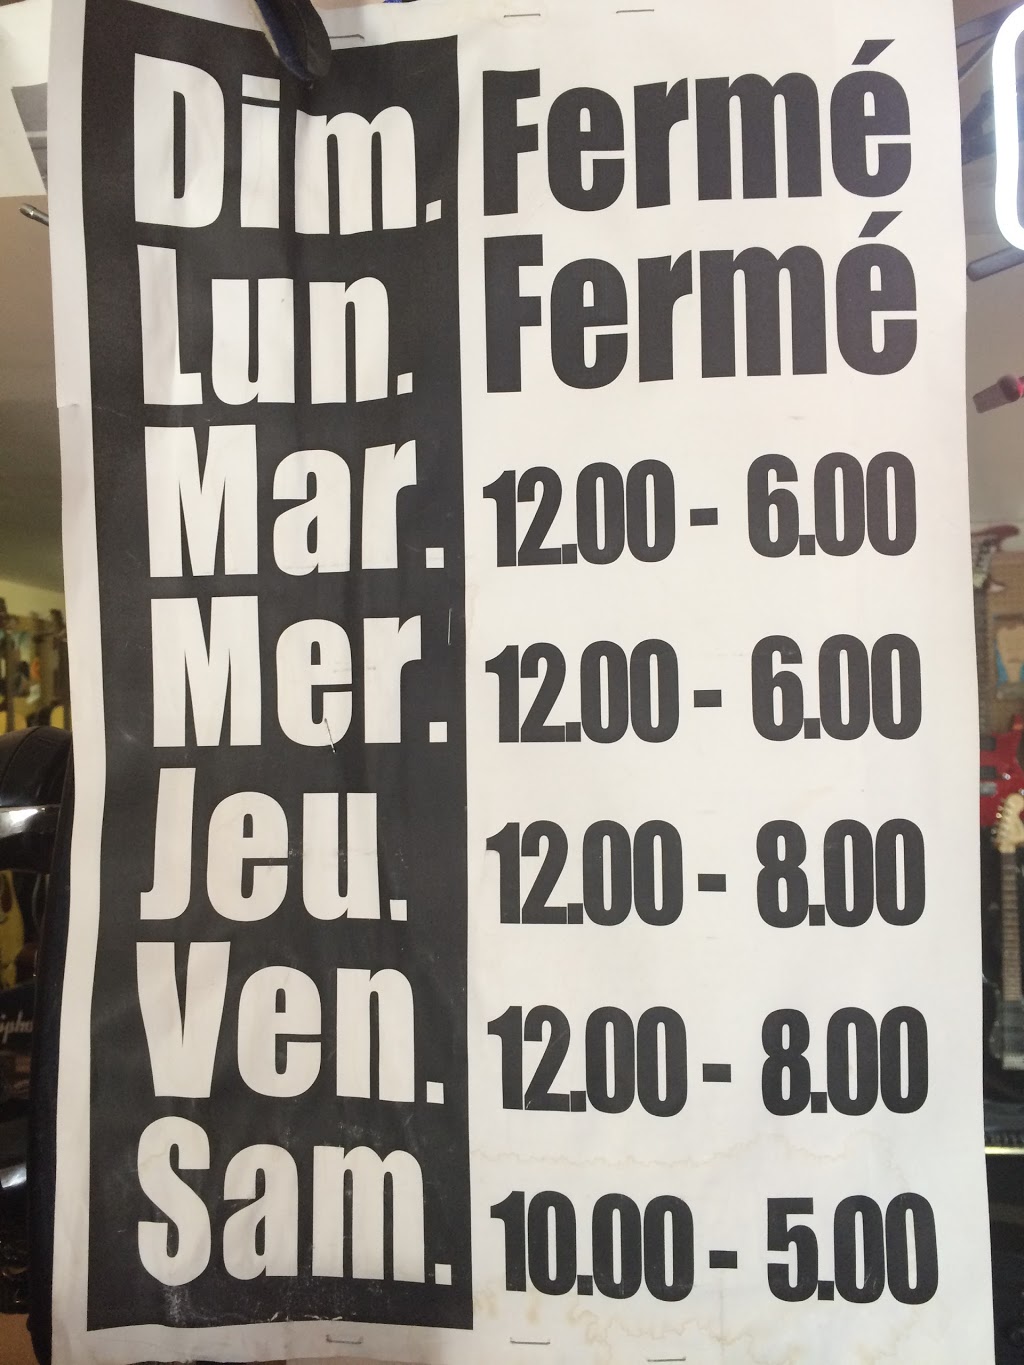 Dim. Fermé
Lun. Fermé
Mar. 12.00 - 6.00
Mer. 12.00 - 6.00
Jeu. 12.00 - 8.00
Ven. 12.00 - 8.00
Sam. 10.00 - 5.00